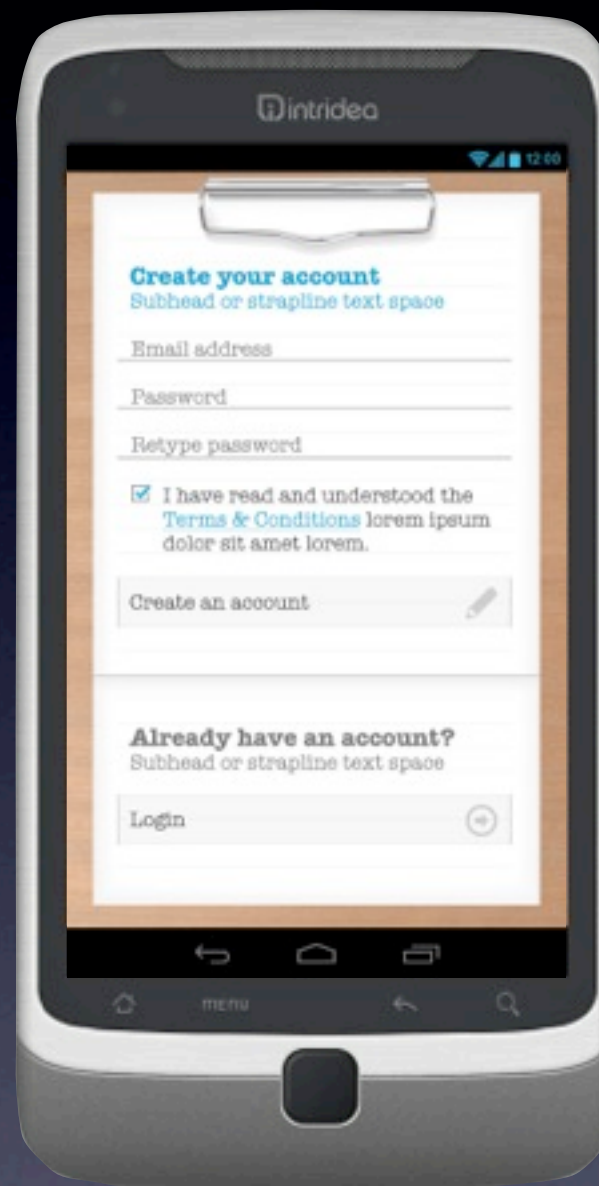 intridea
12:00
Create your account
Subhead or strapline text space
Email address
Password
Retype password
I have read and understood the
Terms & Conditions lorem ipsum
dolor sit amet lorem.
Create an account
Already have an account?
Subhead or strapline text space
Login
MENU